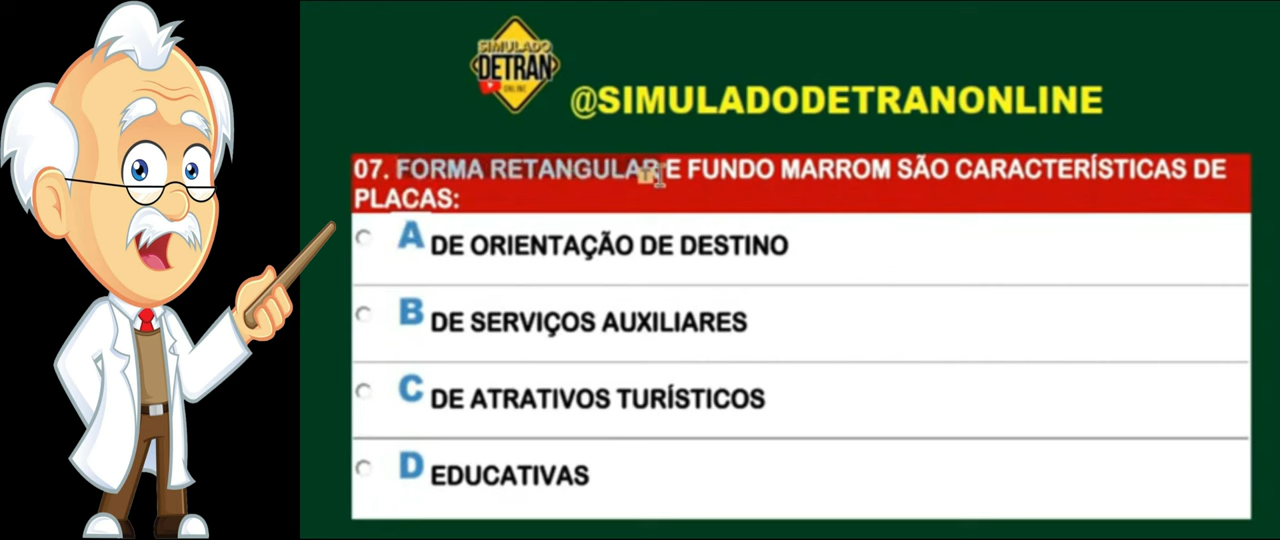 SIMULADO
DETRAN
ONLINE
@SIMULADODETRANONLINE
07. FORMA RETANGULAR E FUNDO MARROM SÃO CARACTERÍSTICAS DE
PLACAS:
A DE ORIENTAÇÃO DE DESTINO
B DE SERVIÇOS AUXILIARES
C DE ATRATIVOS TURÍSTICOS
D EDUCATIVAS